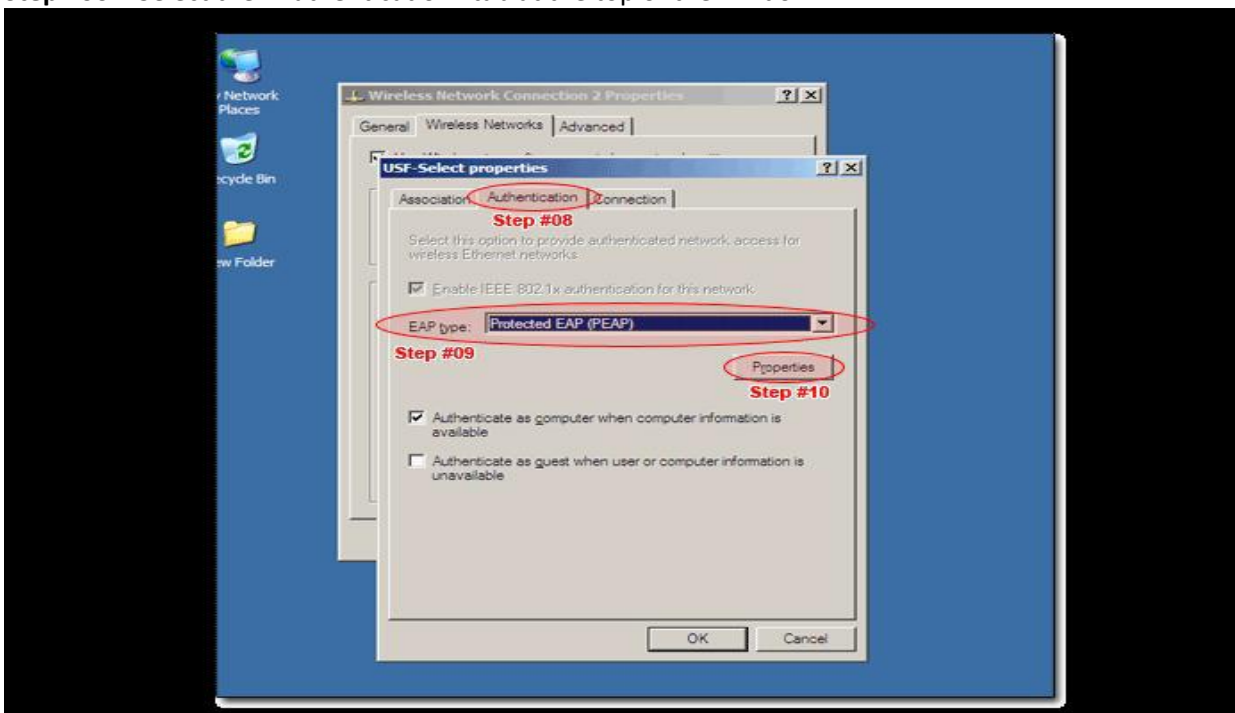 Network
Places
Wireless Network Connection 2 Properties
General Wireless Networks Advanced
Bin
USF-Select properties
Association Authentication Connection
Step #08
Select this option to provide authenticated network access for
wireless Ethernet networks.
Folder
Enable IEEE 802.1x authentication for this network
EAP type: Protected EAP (PEAP)
Step #09
Properties
Step #10
Authenticate as computer when computer information is
available
Authenticate as guest when user or computer information is
unavailable
OK Cancel